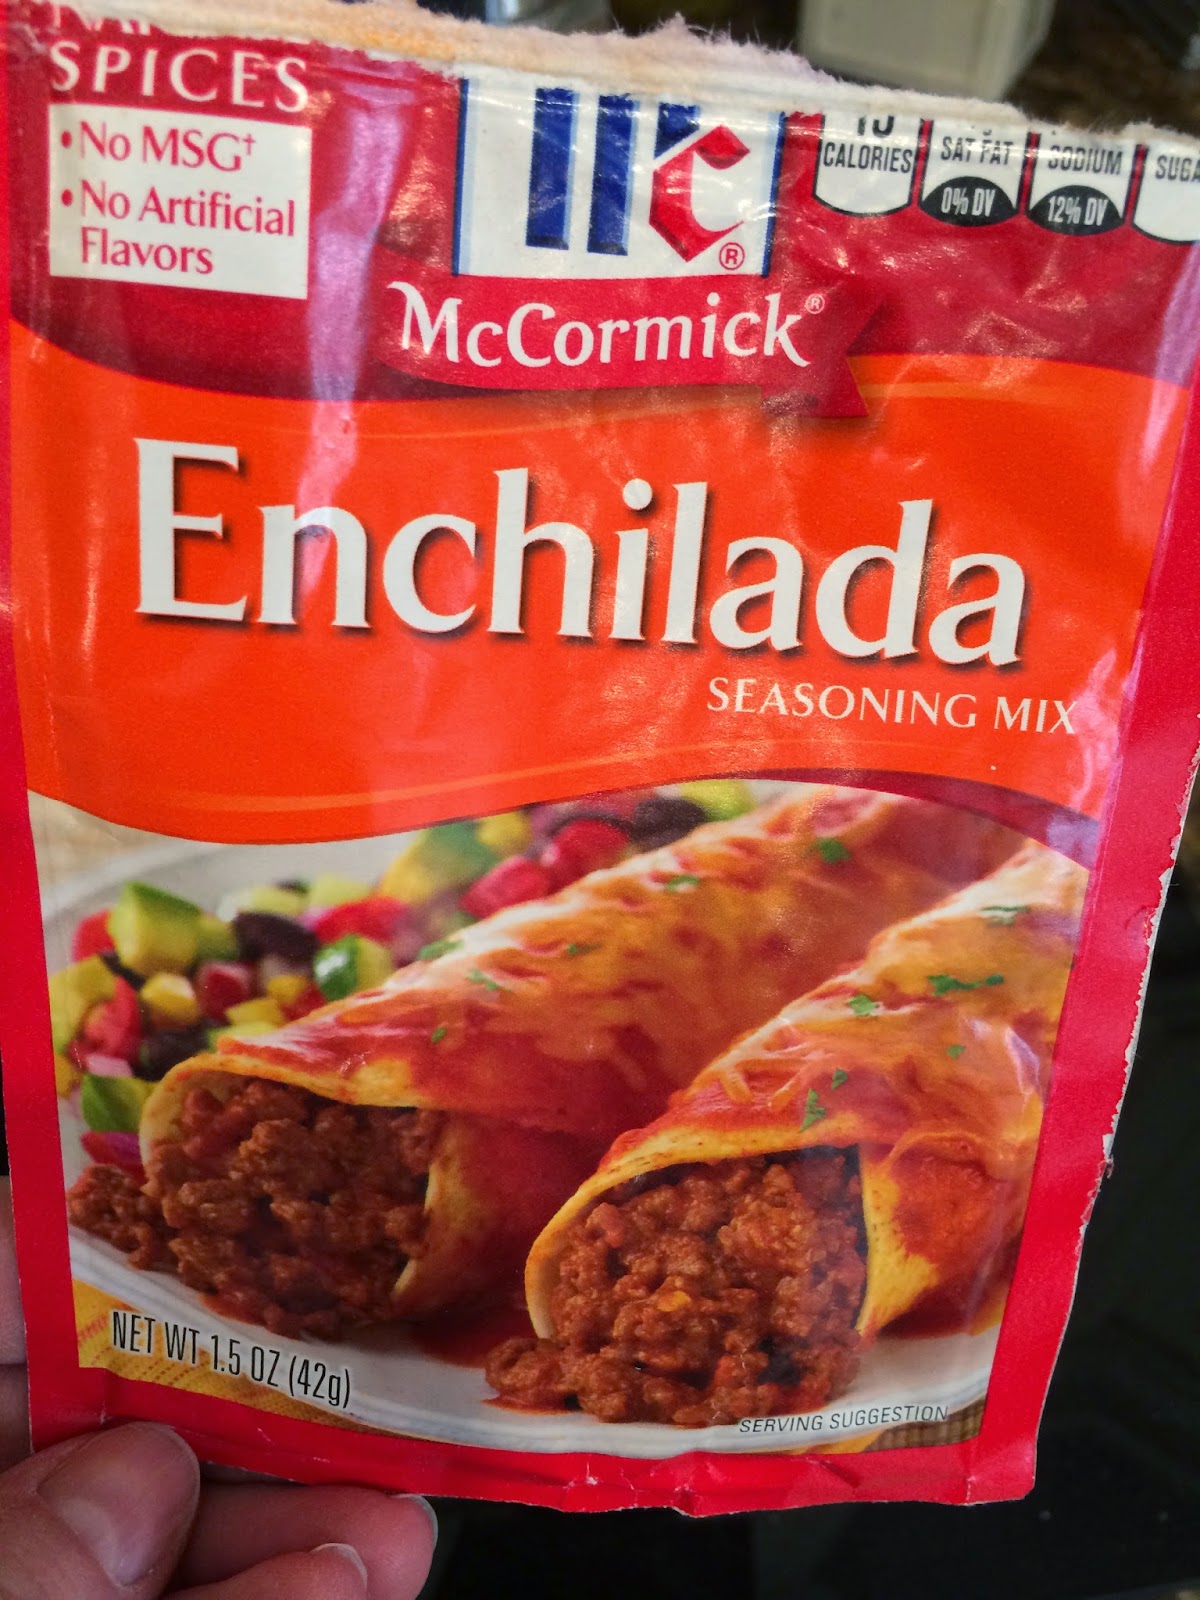 SPICES
• No MSG†
• No Artificial
Flavors
Mc®
McCormick®
CALORIES
SAT FAT
0% DV
SODIUM
12% DV
Enchilada
SEASONING MIX
NET WT 1.5 OZ (42g)
SERVING SUGGESTION